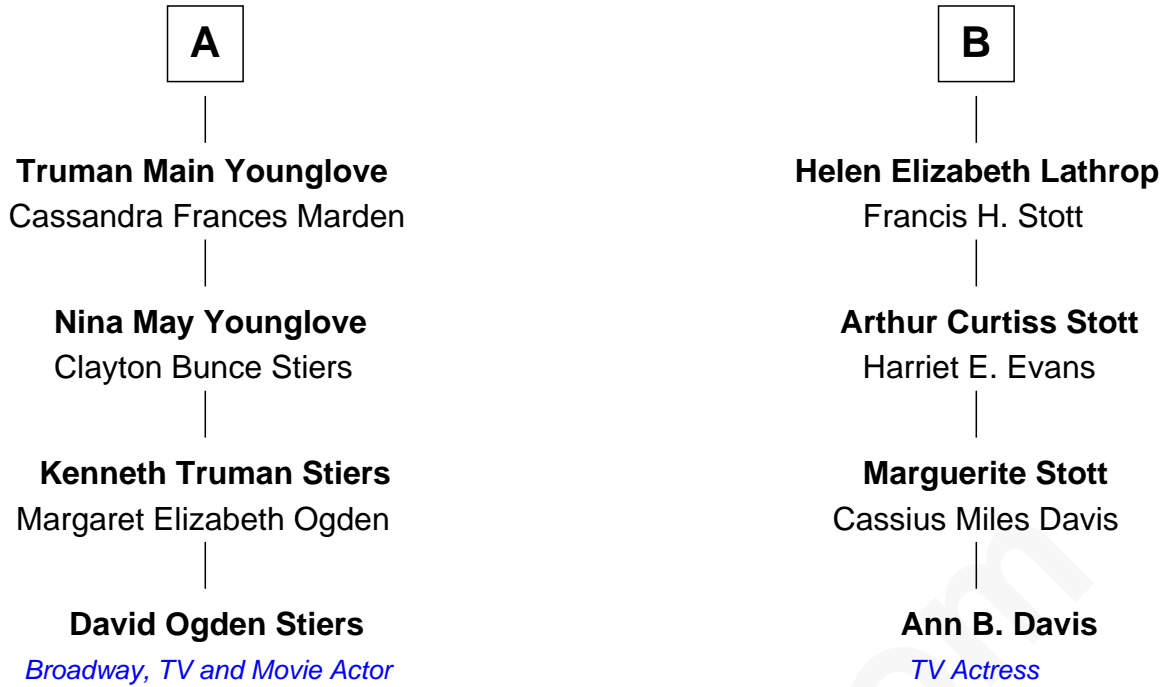 A
Truman Main Younglove
Cassandra Frances Marden
Nina May Younglove
Clayton Bunce Stiers
Kenneth Truman Stiers
Margaret Elizabeth Ogden
David Ogden Stiers
Broadway, TV and Movie Actor
B
Helen Elizabeth Lathrop
Francis H. Stott
Arthur Curtiss Stott
Harriet E. Evans
Marguerite Stott
Cassius Miles Davis
Ann B. Davis
TV Actress